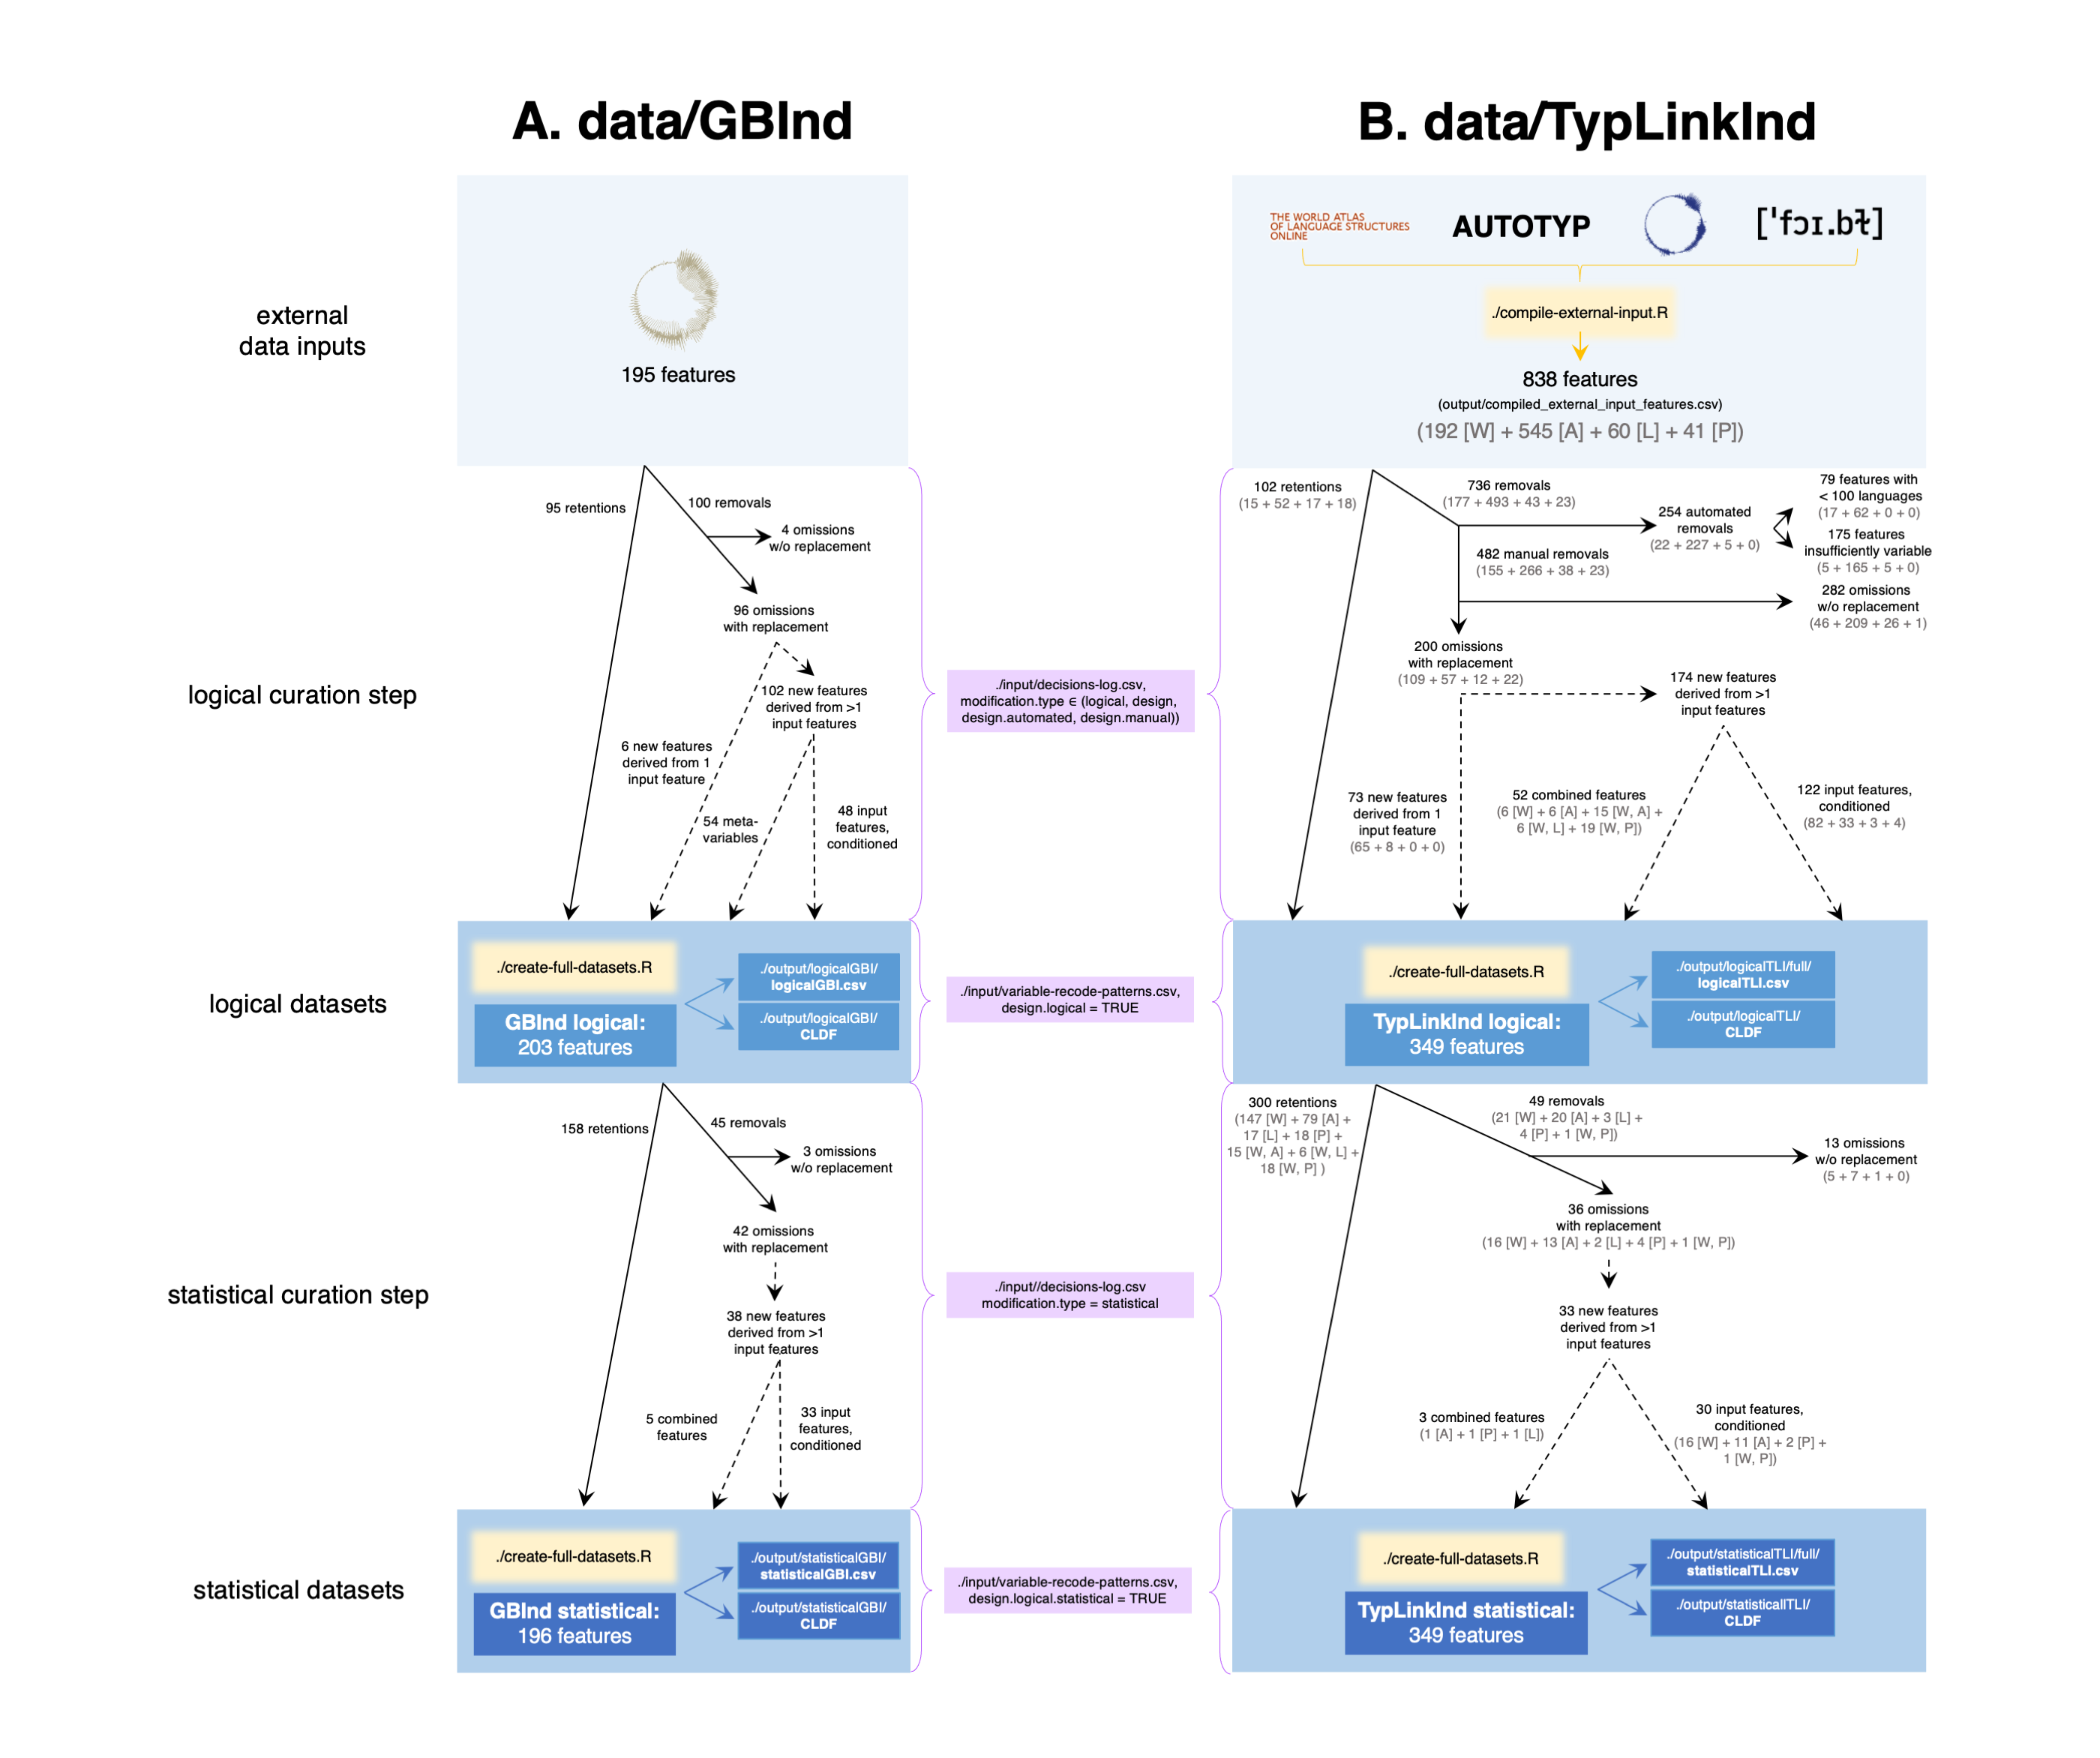 A. data/GBInd
B. data/TypLinkInd
external
data inputs
195 features
THE WORLD ATLAS
OF LANGUAGE STRUCTURES
ONLINE
AUTOTYP
[ˈfɔɪ.bɫ]
./compile-external-input.R
838 features
(output/compiled_external_input_features.csv)
(192 [W] + 545 [A] + 60 [L] + 41 [P])
logical curation step
95 retentions
100 removals
4 omissions
w/o replacement
96 omissions
with replacement
102 new features
derived from >1
input features
6 new features
derived from 1
input feature
54 meta-
variables
48 input
features,
conditioned
./input/decisions-log.csv,
modification.type ∈ (logical, design,
design.automated, design.manual))
102 retentions
(15 + 52 + 17 + 18)
736 removals
(177 + 493 + 43 + 23)
254 automated
removals
(22 + 227 + 5 + 0)
79 features with
< 100 languages
(17 + 62 + 0 + 0)
175 features
insufficiently variable
(5 + 165 + 5 + 0)
482 manual removals
(155 + 266 + 38 + 23)
282 omissions
w/o replacement
(46 + 209 + 26 + 1)
200 omissions
with replacement
(109 + 57 + 12 + 22)
174 new features
derived from >1
input features
73 new features
derived from 1
input feature
(65 + 8 + 0 + 0)
52 combined features
(6 [W] + 6 [A] + 15 [W, A] +
6 [W, L] + 19 [W, P])
122 input features,
conditioned
(82 + 33 + 3 + 4)
logical datasets
./create-full-datasets.R
GBInd logical:
203 features
./output/logicalGBI/
logicalGBI.csv
./output/logicalGBI/
CLDF
./input/variable-recode-patterns.csv,
design.logical = TRUE
./create-full-datasets.R
TypLinkInd logical:
349 features
./output/logicalTLI/full/
logicalTLI.csv
./output/logicalTLI/
CLDF
statistical curation step
158 retentions
45 removals
3 omissions
w/o replacement
42 omissions
with replacement
38 new features
derived from >1
input features
5 combined
features
33 input
features,
conditioned
./input//decisions-log.csv
modification.type = statistical
300 retentions
(147 [W] + 79 [A] +
17 [L] + 18 [P] +
15 [W, A] + 6 [W, L] +
18 [W, P] )
49 removals
(21 [W] + 20 [A] + 3 [L] +
4 [P] + 1 [W, P])
13 omissions
w/o replacement
(5 + 7 + 1 + 0)
36 omissions
with replacement
(16 [W] + 13 [A] + 2 [L] + 4 [P] + 1 [W, P])
33 new features
derived from >1
input features
3 combined features
(1 [A] + 1 [P] + 1 [L])
30 input features,
conditioned
(16 [W] + 11 [A] + 2 [P] +
1 [W, P])
statistical datasets
./create-full-datasets.R
GBInd statistical:
196 features
./output/statisticalGBI/
statisticalGBI.csv
./output/statisticalGBI/
CLDF
./input/variable-recode-patterns.csv,
design.logical.statistical = TRUE
./create-full-datasets.R
TypLinkInd statistical:
349 features
./output/statisticalTLI/full/
statisticalTLI.csv
./output/statisticallTLI/
CLDF